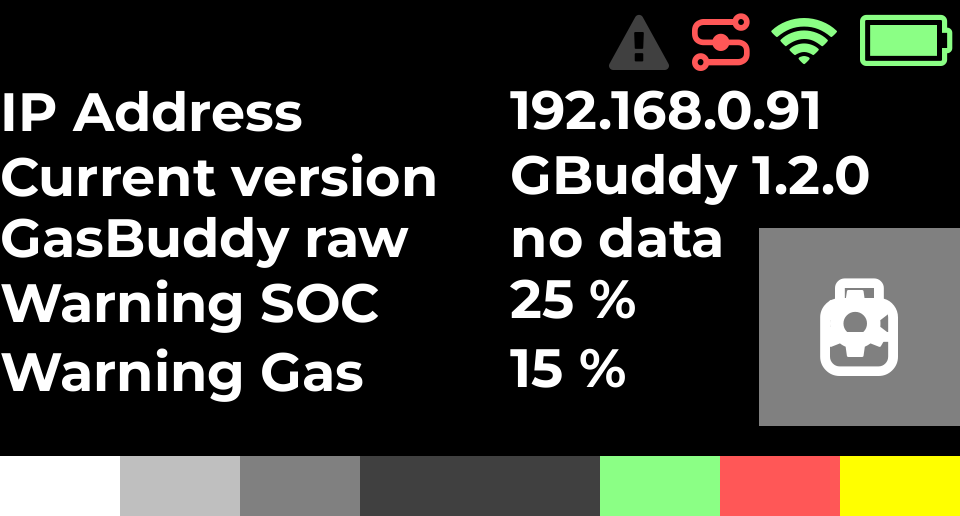 IP Address 192.168.0.91
Current version GBuddy 1.2.0
GasBuddy raw no data
Warning SOC 25 %
Warning Gas 15 %